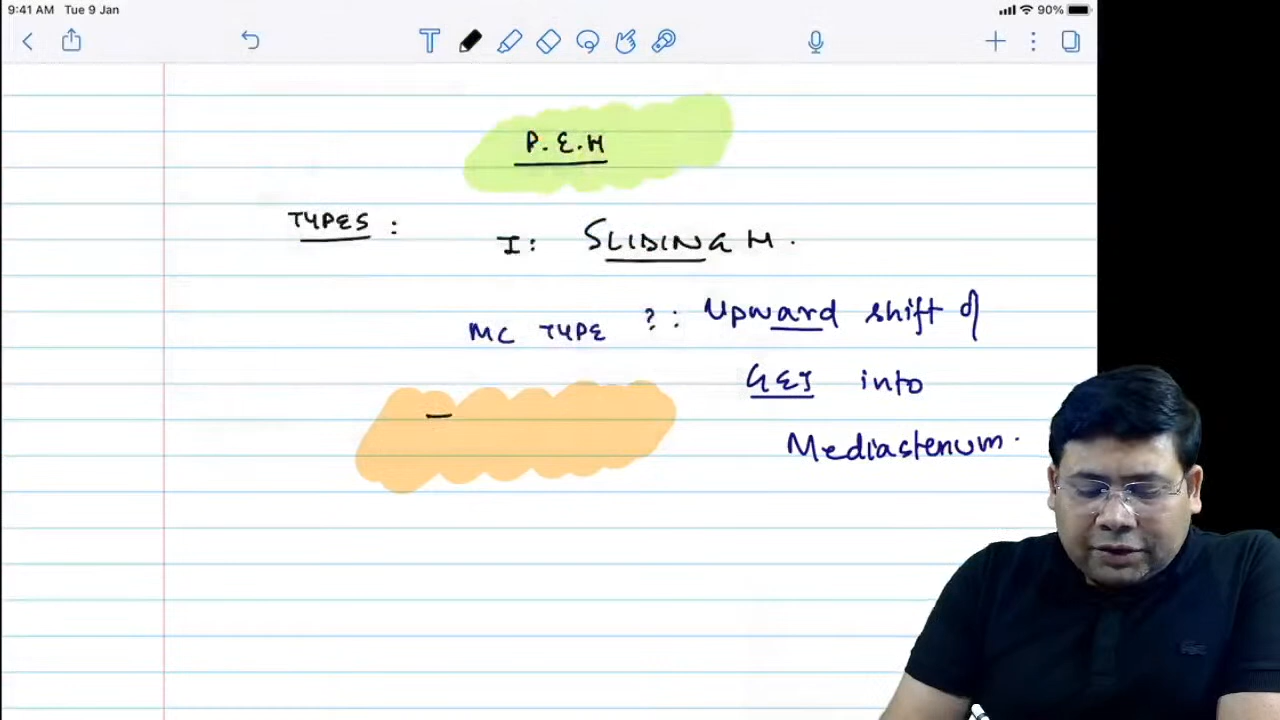 9:41 AM Tue 9 Jan 90%
P.E.H
TYPES : I : SLIDING H.
MC TYPE ? : Upward shift of
GEJ into
Mediastenum.